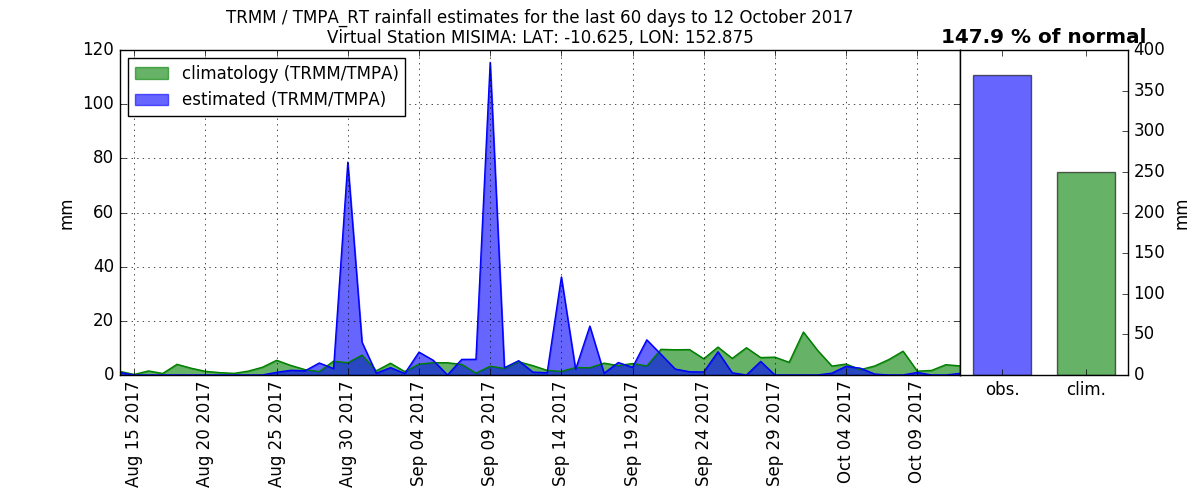 TRMM / TMPA_RT rainfall estimates for the last 60 days to 12 October 2017
Virtual Station MISIMA: LAT: -10.625, LON: 152.875
147.9 % of normal
climatology (TRMM/TMPA)
estimated (TRMM/TMPA)
mm
120
100
80
60
40
20
0
Aug 15 2017
Aug 20 2017
Aug 25 2017
Aug 30 2017
Sep 04 2017
Sep 09 2017
Sep 14 2017
Sep 19 2017
Sep 24 2017
Sep 29 2017
Oct 04 2017
Oct 09 2017
400
350
300
250
200
150
100
50
0
mm
obs.
clim.